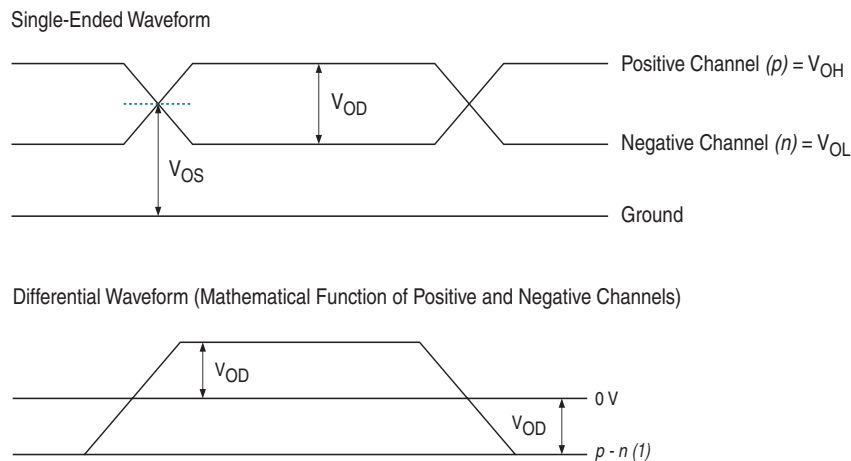 Single-Ended Waveform
Positive Channel (p) = VOH
VOD
Negative Channel (n) = VOL
VOS
Ground
Differential Waveform (Mathematical Function of Positive and Negative Channels)
VOD
0 V
VOD
p - n (1)